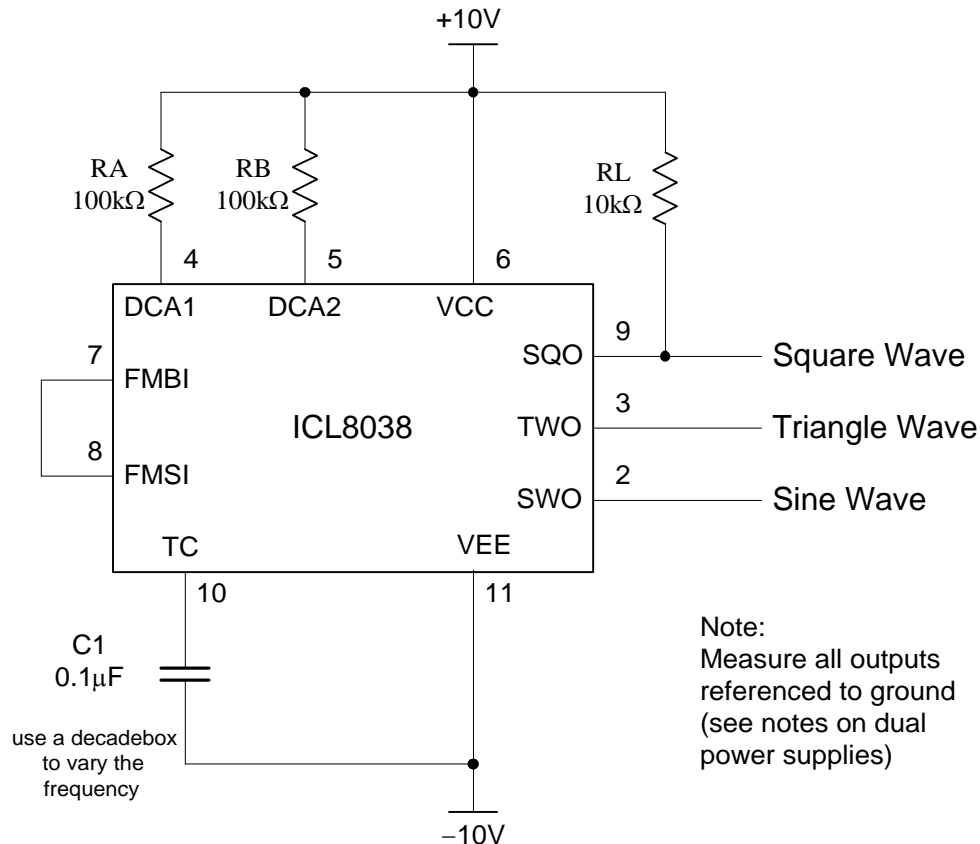 +10V
RA
100kΩ
RB
100kΩ
RL
10kΩ
4
5
6
DCA1
DCA2
VCC
7
FMBI
8
FMSI
ICL8038
SQO
9
Square Wave
TWO
3
Triangle Wave
SWO
2
Sine Wave
TC
VEE
10
11
C1
0.1μF
use a decadebox
to vary the
frequency
Note:
Measure all outputs
referenced to ground
(see notes on dual
power supplies)
−10V